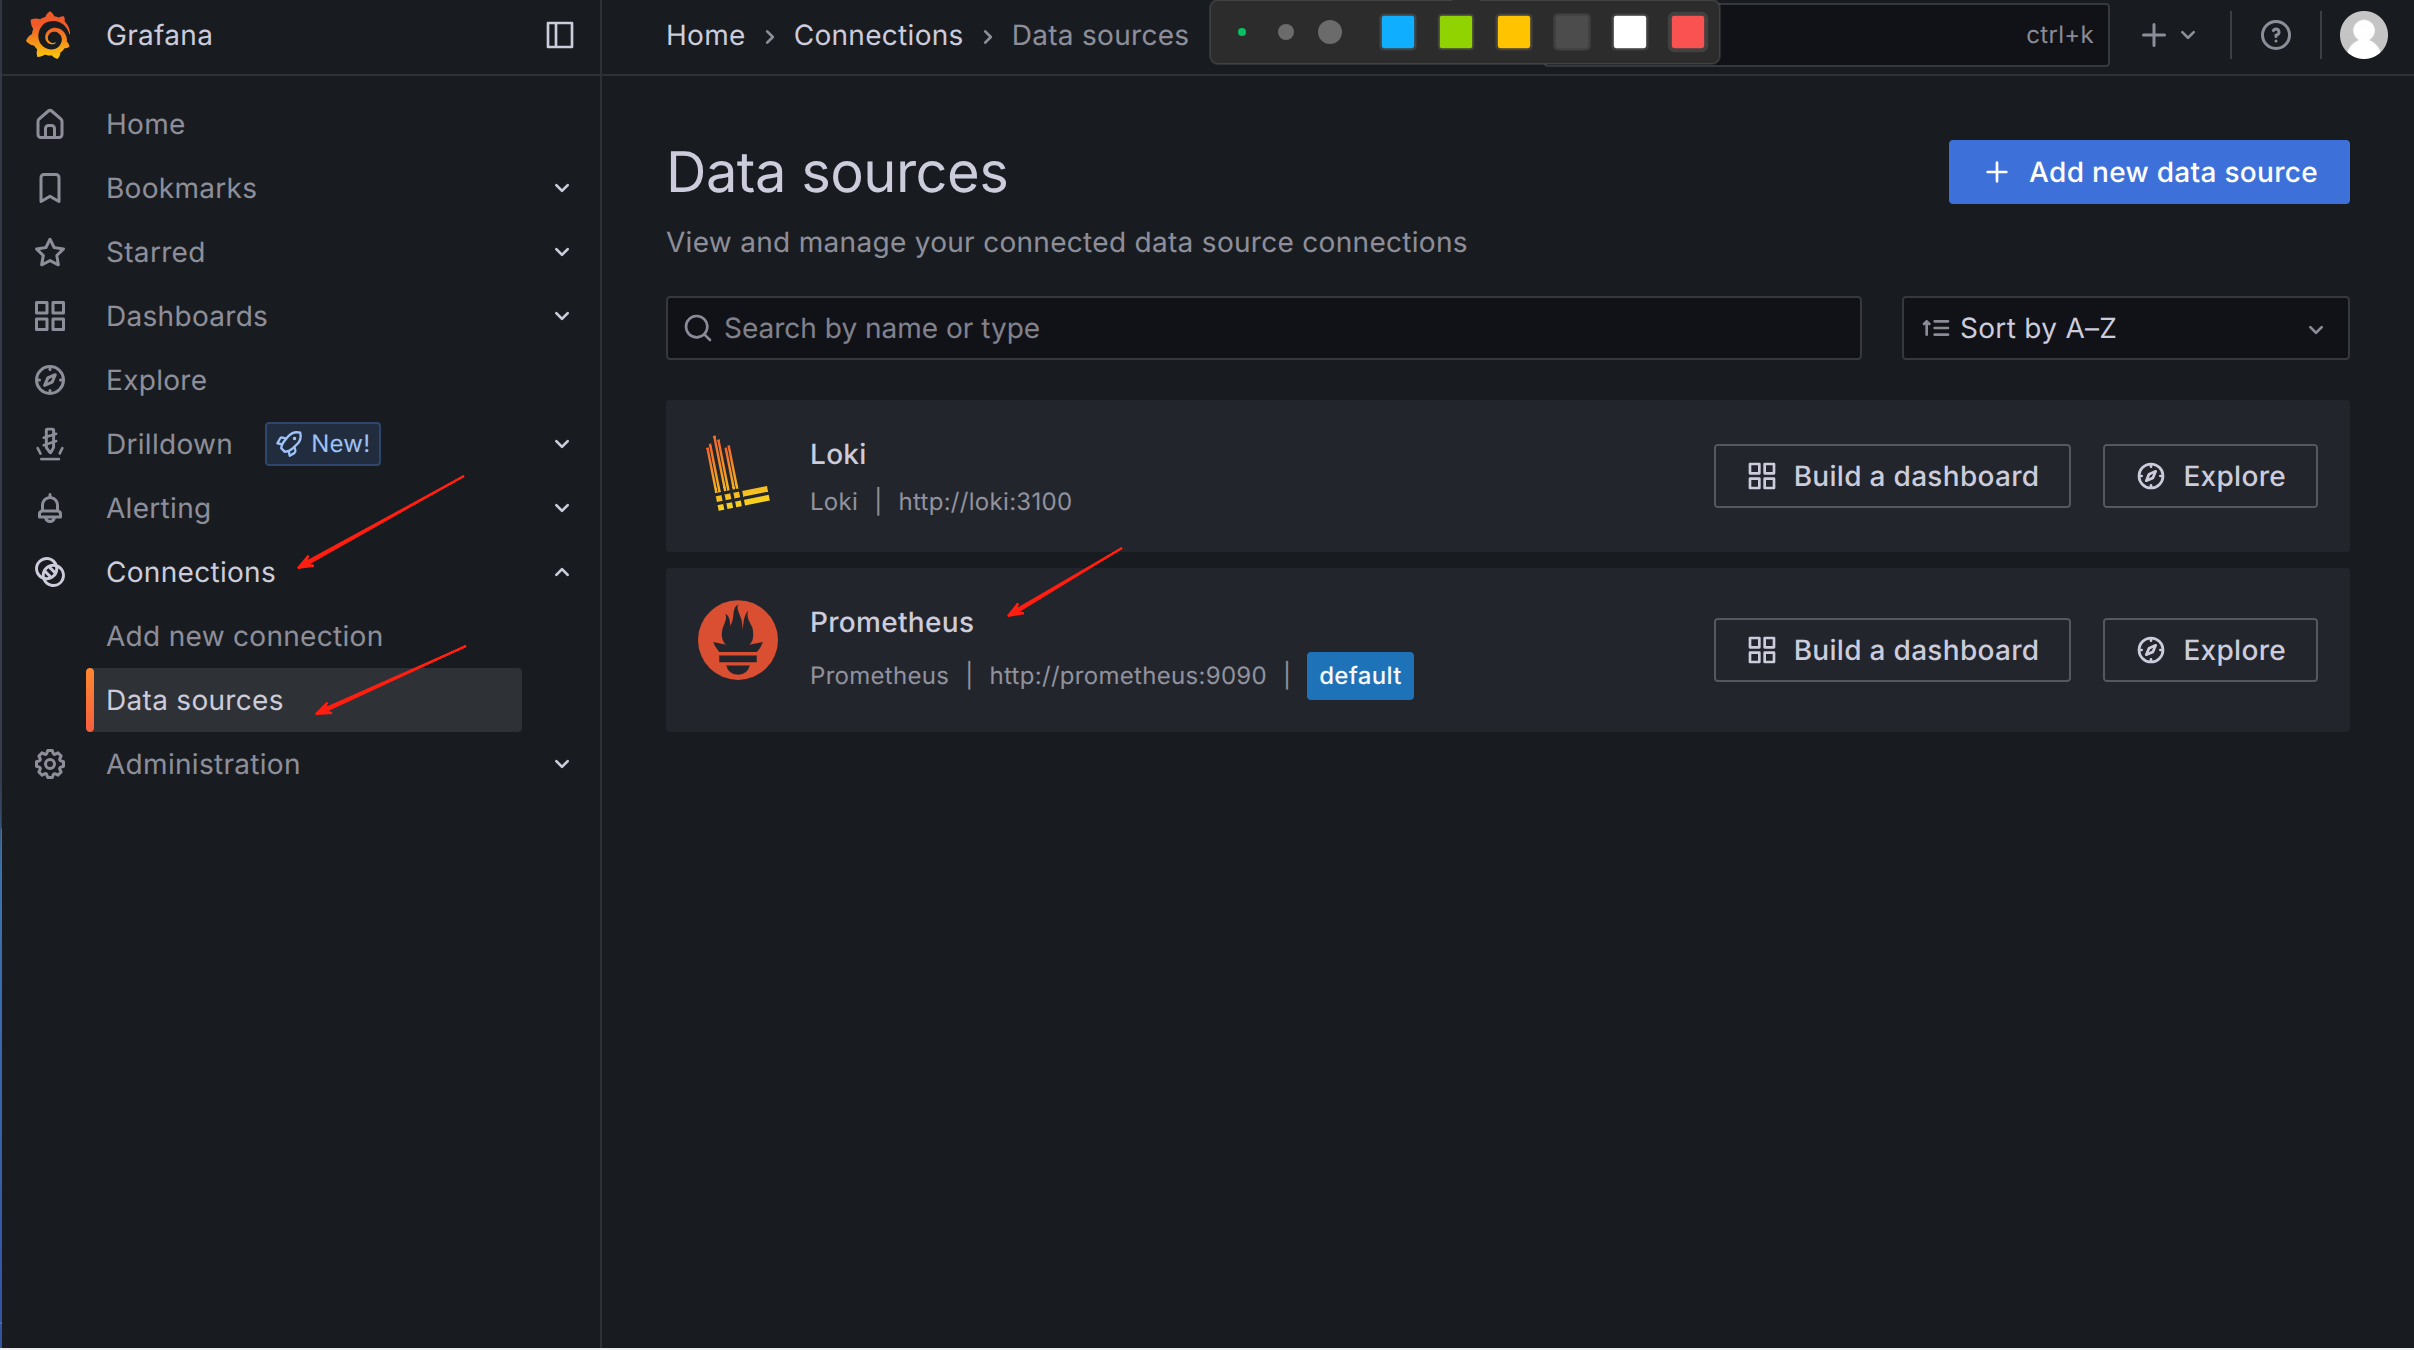 Grafana
Home › Connections › Data sources
ctrl+k
Home
Bookmarks
Starred
Dashboards
Explore
Drilldown New!
Alerting
Connections
Add new connection
Data sources
Administration
Data sources
Add new data source
View and manage your connected data source connections
Search by name or type
Sort by A–Z
Loki
Loki | http://loki:3100
Build a dashboard
Explore
Prometheus
Prometheus | http://prometheus:9090 | default
Build a dashboard
Explore